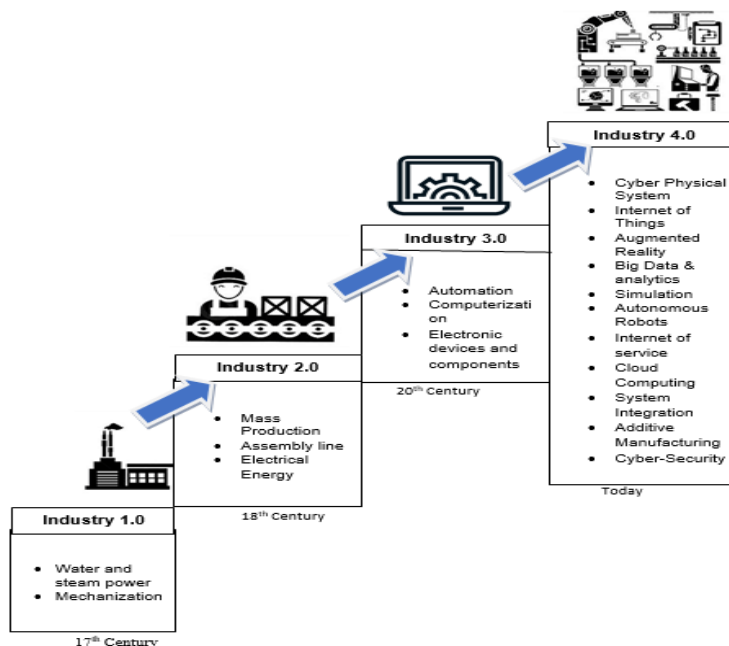 Industry 4.0
Cyber Physical
System
Internet of
Things
Augmented
Reality
Big Data &
analytics
Simulation
Autonomous
Robots
Internet of
service
Cloud
Computing
System
Integration
Additive
Manufacturing
Cyber-Security
Today
Industry 3.0
Automation
Computerizati
on
Electronic
devices and
components
20th Century
Industry 2.0
Mass
Production
Assembly line
Electrical
Energy
18th Century
Industry 1.0
Water and
steam power
Mechanization
17th Century